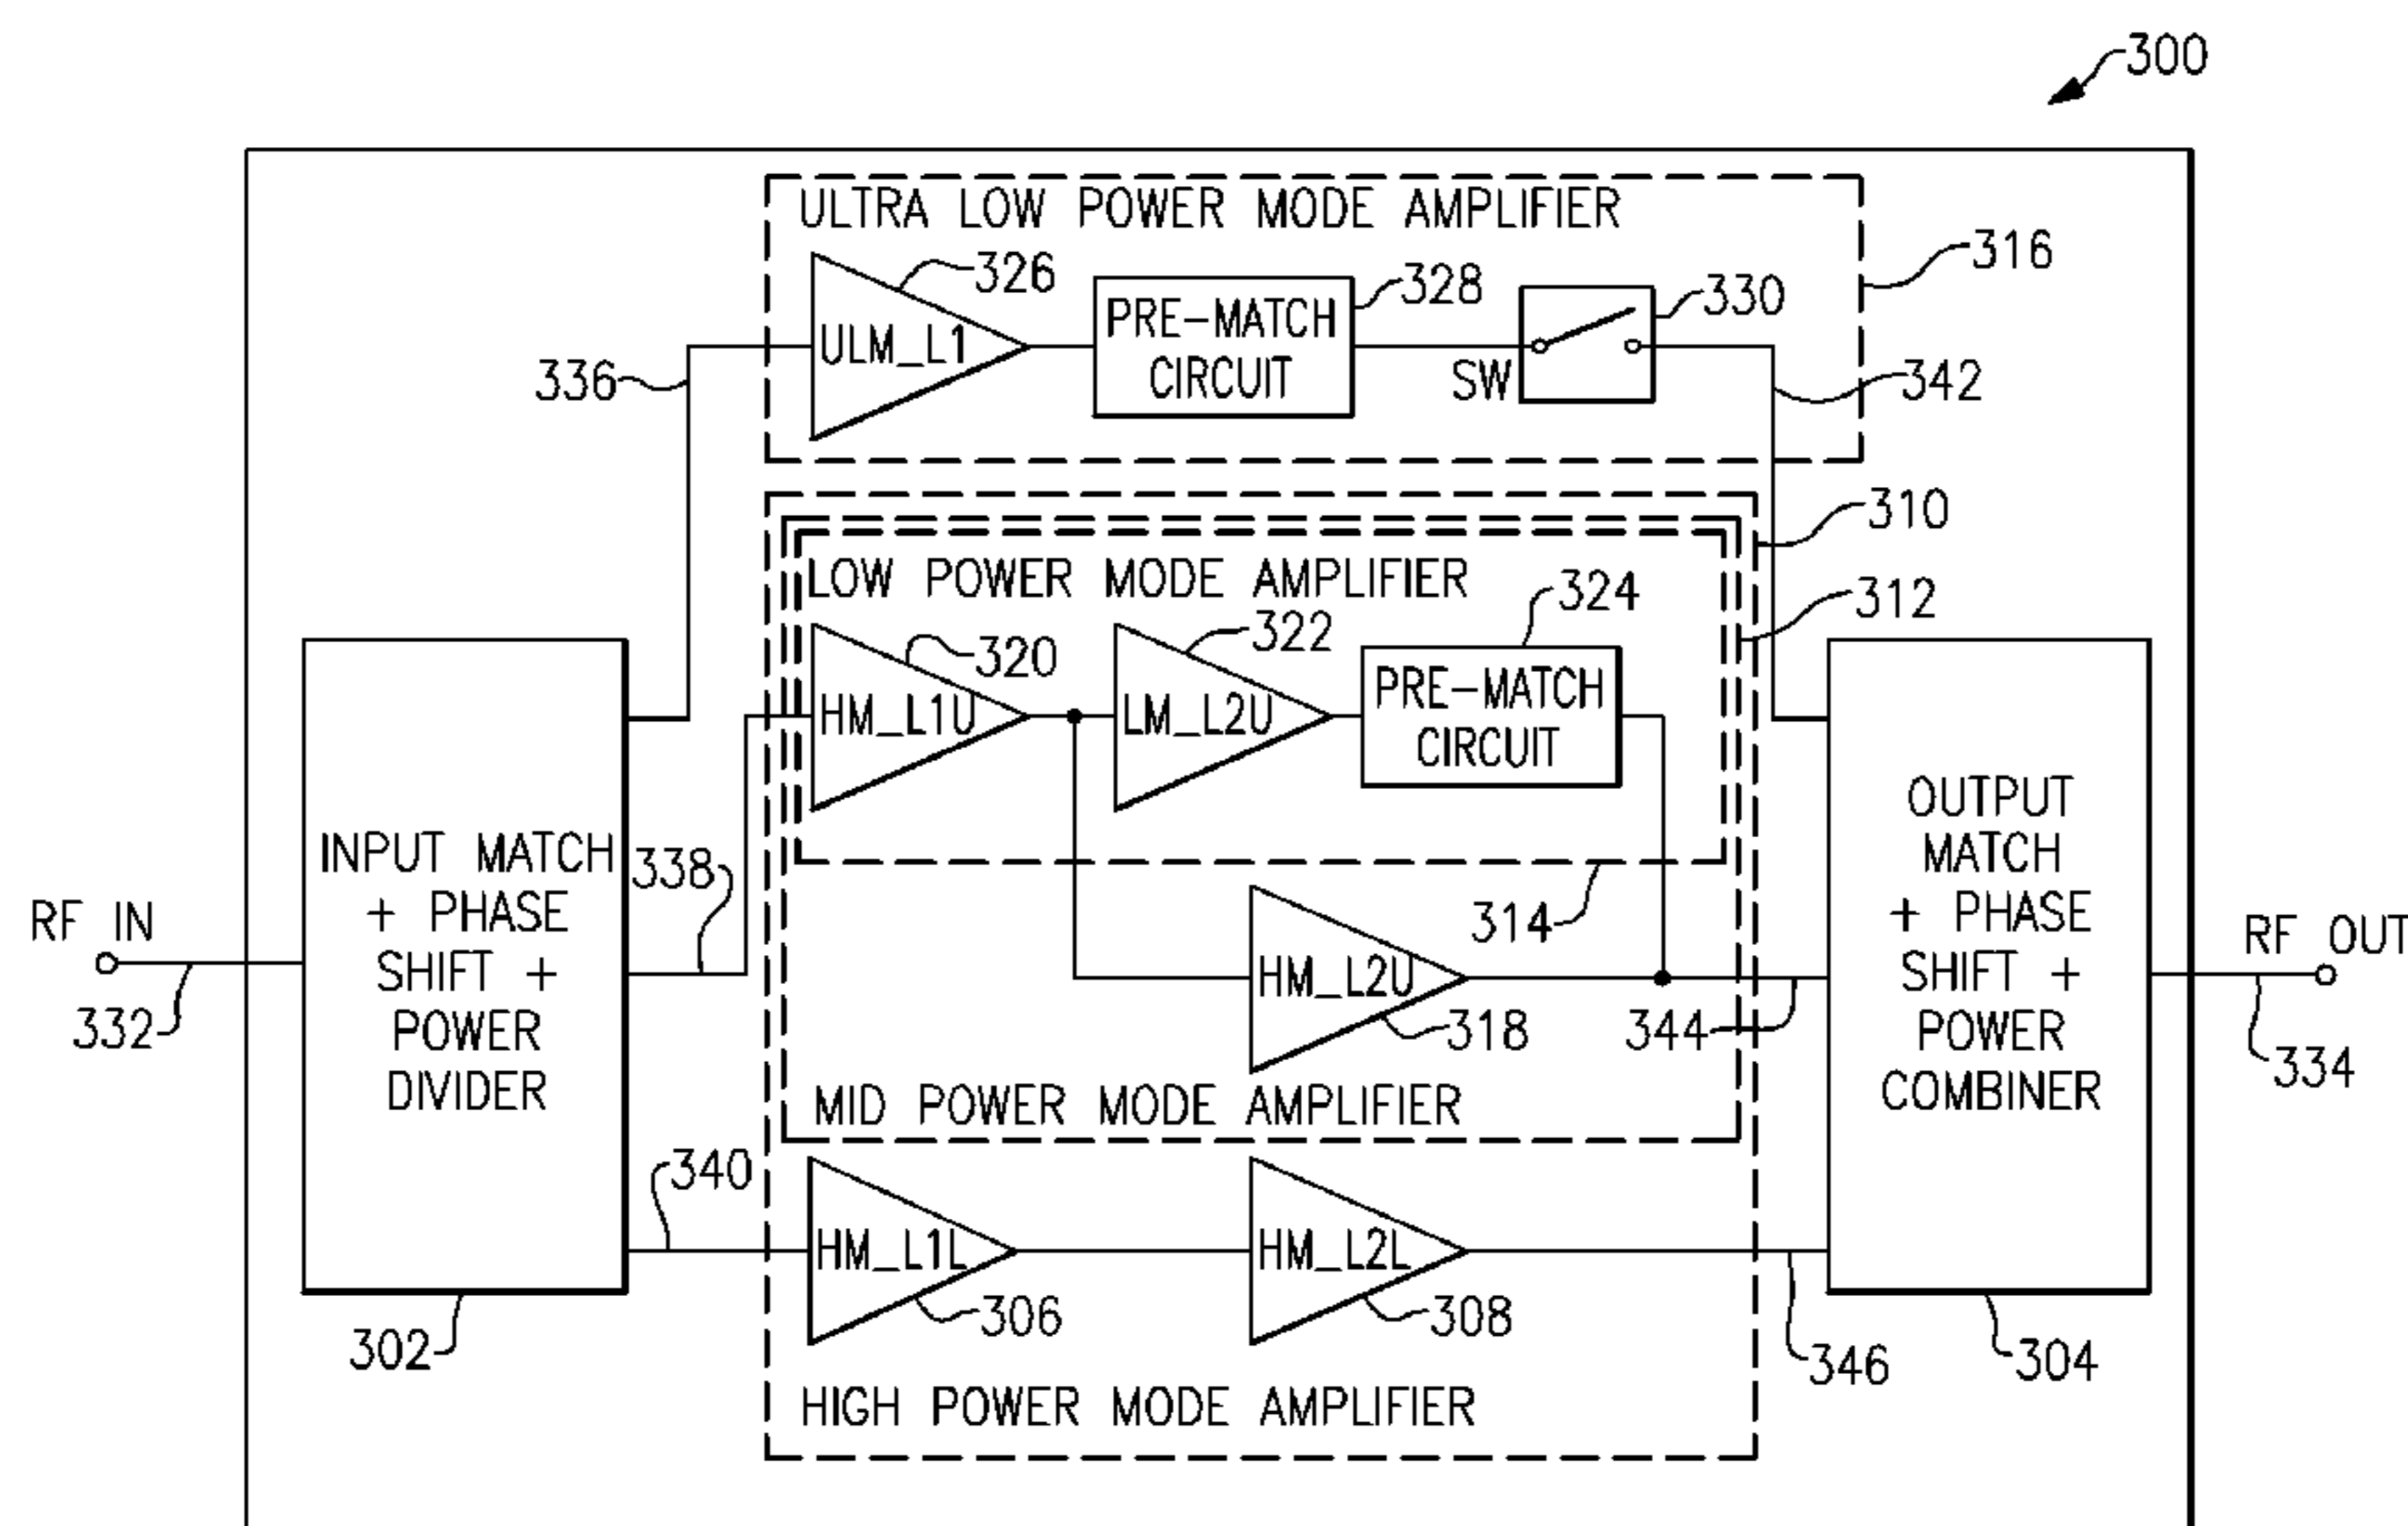 300
ULTRA LOW POWER MODE AMPLIFIER
316
326
328
330
ULM_L1
PRE-MATCH
CIRCUIT
SW
336
342
310
312
LOW POWER MODE AMPLIFIER
320
322
324
HM_L1U
LM_L2U
PRE-MATCH
CIRCUIT
INPUT MATCH
+ PHASE
SHIFT +
POWER
DIVIDER
338
RF IN
332
314
HM_L2U
318
344
OUTPUT
MATCH
+ PHASE
SHIFT +
POWER
COMBINER
RF OUT
334
MID POWER MODE AMPLIFIER
340
HM_L1L
306
HM_L2L
308
346
302
304
HIGH POWER MODE AMPLIFIER